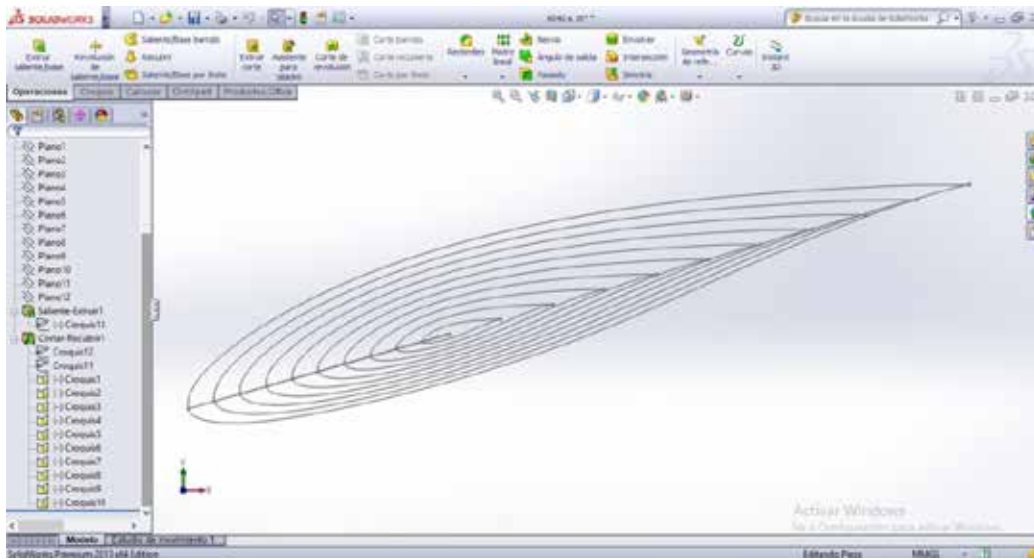 SOLIDWORKS
Extruir saliente/base
Revolución de saliente/base
Saliente/Base barrido
Recubrir
Saliente/Base por límite
Extruir corte
Asistente para taladro
Corte de revolución
Corte barrido
Corte recubierto
Corte por límite
Redondeo
Matriz lineal
Nervio
Ángulo de salida
Vaciado
Envolver
Intersección
Simetría
Geometría de refe...
Curvas
Instant 3D
Operaciones
Croquis
Calcular
DimXpert
Productos Office
Plano1
Plano2
Plano3
Plano4
Plano5
Plano6
Plano7
Plano8
Plano9
Plano10
Plano11
Plano12
Saliente-Extruir1
(-) Croquis11
Cortar-Recubrir1
Croquis12
Croquis11
(-) Croquis1
(-) Croquis2
(-) Croquis3
(-) Croquis4
(-) Croquis5
(-) Croquis6
(-) Croquis7
(-) Croquis8
(-) Croquis9
(-) Croquis10
Y
X
Activar Windows
Modelo
Estudio de movimiento 1
SolidWorks Premium 2013 x64 Edition
Editando Pieza
MMGS